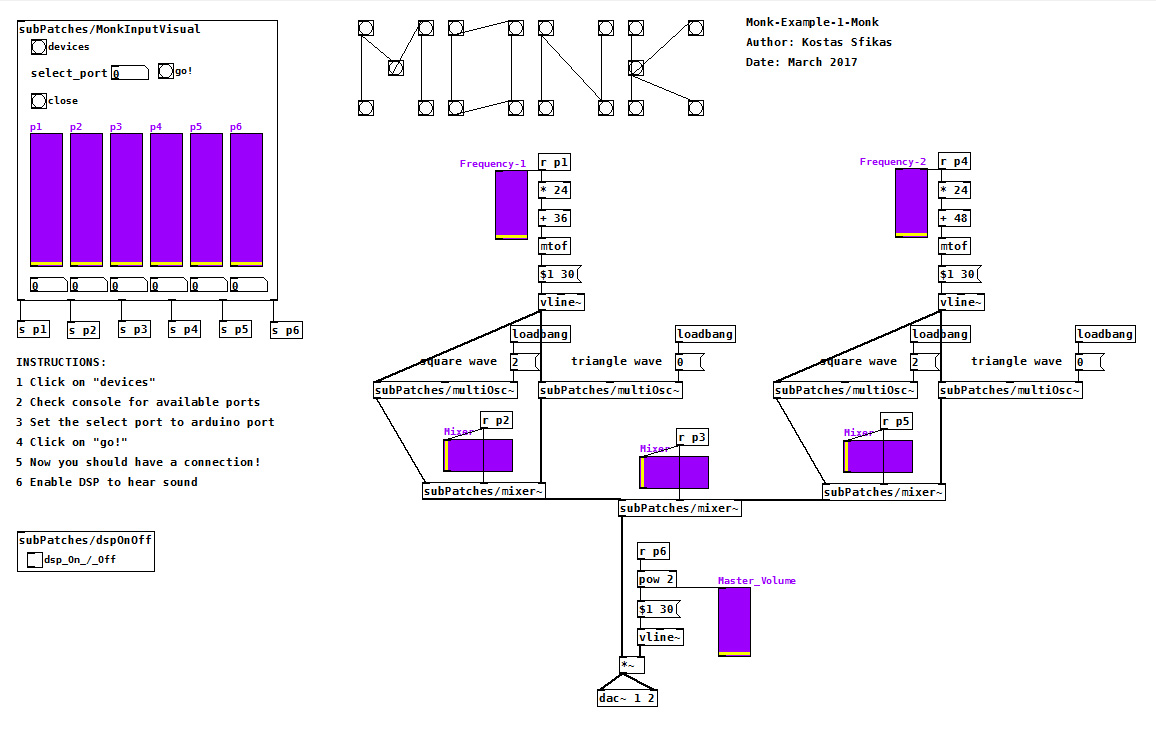 subPatches/MonkInputVisual
devices
select_port 0 go!
close
p1 p2 p3 p4 p5 p6
0 0 0 0 0 0
s p1 s p2 s p3 s p4 s p5 s p6
INSTRUCTIONS:
1 Click on "devices"
2 Check console for available ports
3 Set the select port to arduino port
4 Click on "go!"
5 Now you should have a connection!
6 Enable DSP to hear sound
subPatches/dspOnOff
dsp_On_/_Off
Monk-Example-1-Monk
Author: Kostas Sfikas
Date: March 2017
Frequency-1
r p1
* 24
+ 36
mtof
$1 30
vline~
loadbang
loadbang
square wave
2
triangle wave
0
subPatches/multiOsc~
subPatches/multiOsc~
r p2
Mixer
subPatches/mixer~
Frequency-2
r p4
* 24
+ 48
mtof
$1 30
vline~
loadbang
loadbang
square wave
2
triangle wave
0
subPatches/multiOsc~
subPatches/multiOsc~
r p5
Mixer
subPatches/mixer~
r p3
Mixer
subPatches/mixer~
r p6
pow 2
Master_Volume
$1 30
vline~
*~
dac~ 1 2